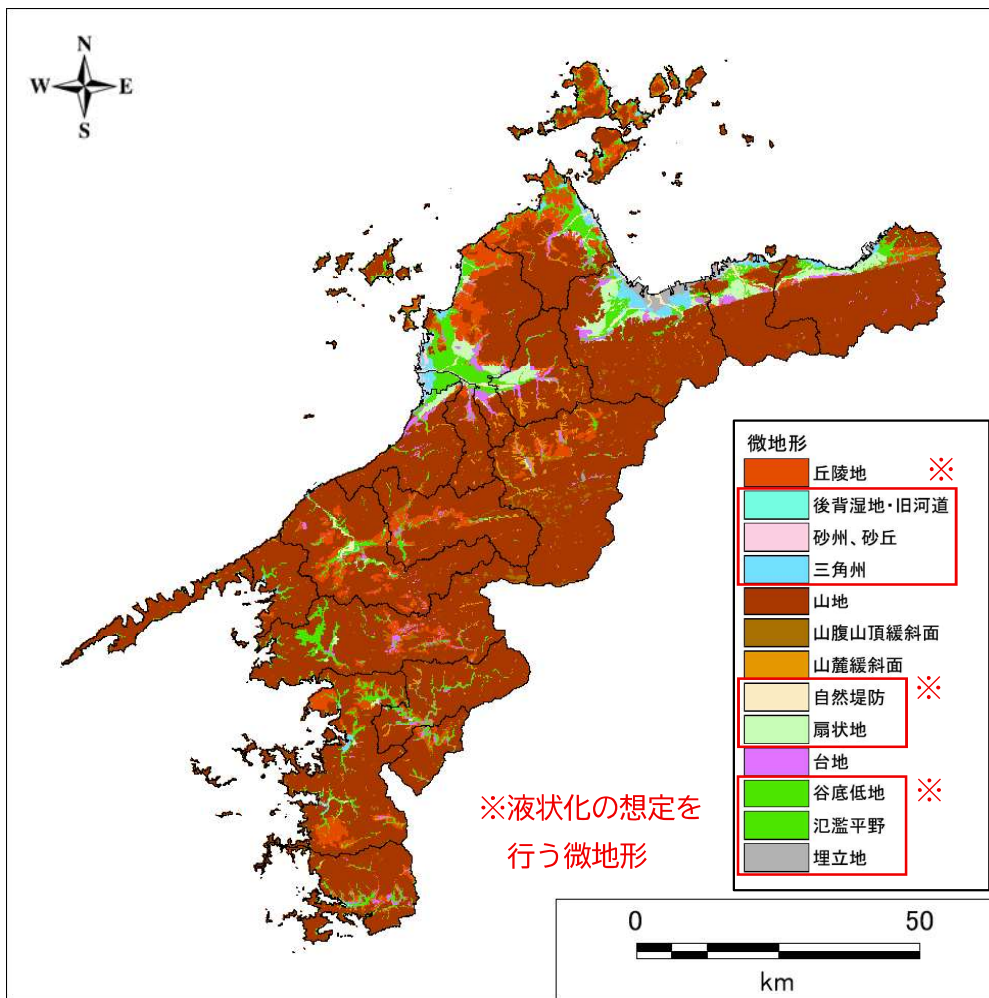 N
W E
S
微地形
丘陵地 ※
後背湿地・旧河道
砂州、砂丘
三角州
山地
山腹山頂緩斜面
山麓緩斜面
自然堤防 ※
扇状地
台地
谷底低地 ※
氾濫平野
埋立地
※液状化の想定を
行う微地形
0 50
km